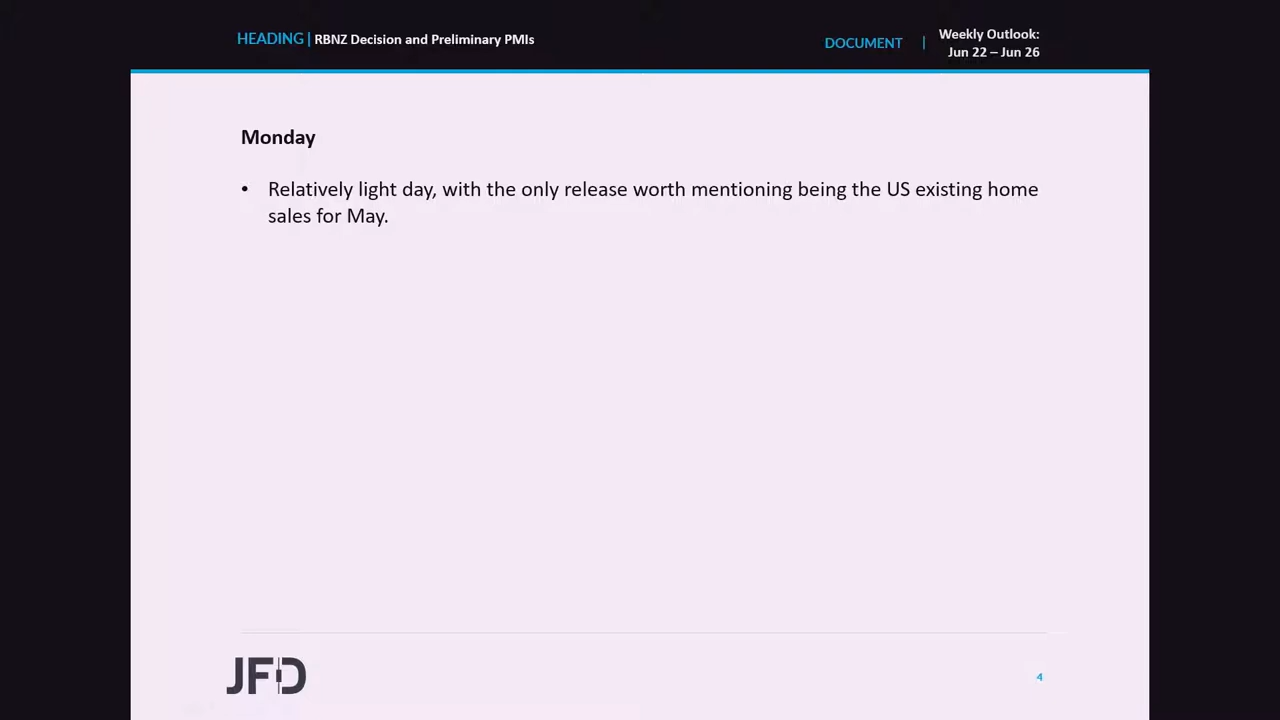 HEADING | RBNZ Decision and Preliminary PMIs
DOCUMENT | Weekly Outlook:
Jun 22 – Jun 26
Monday
• Relatively light day, with the only release worth mentioning being the US existing home
sales for May.
JFD
4